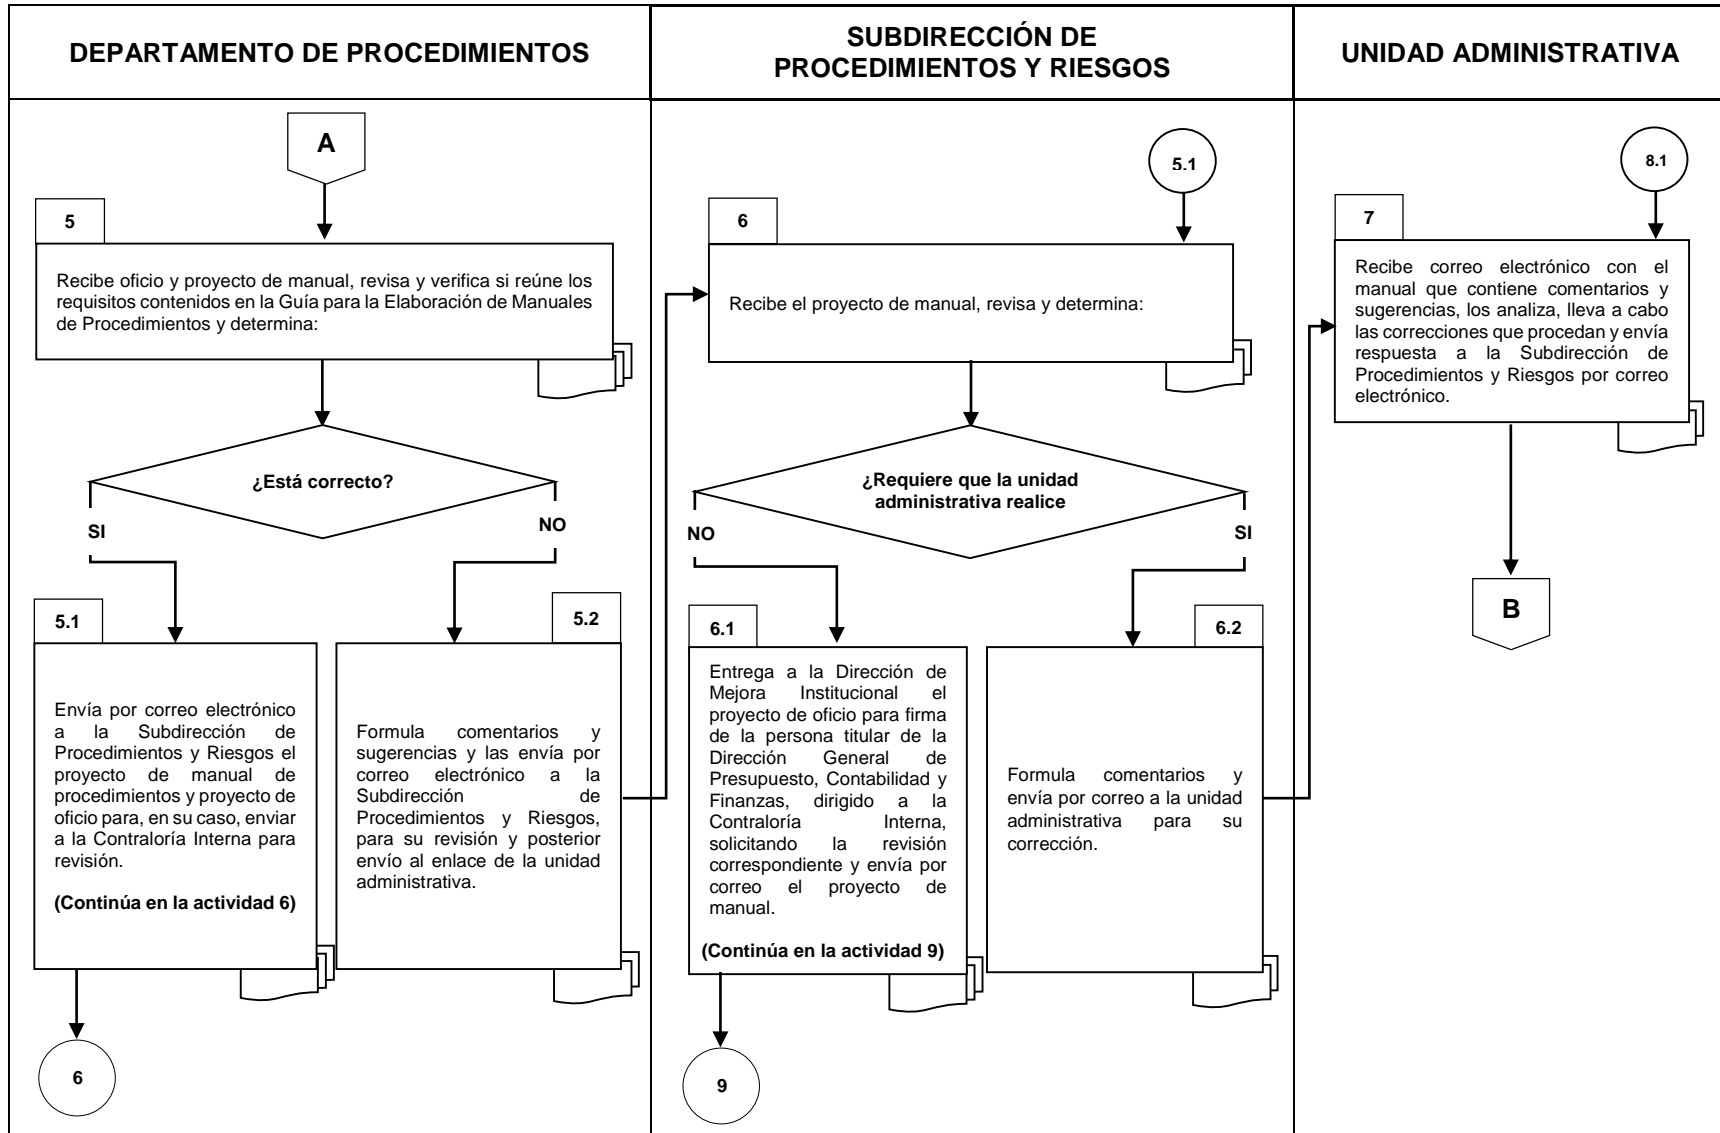 DEPARTAMENTO DE PROCEDIMIENTOS
SUBDIRECCIÓN DE
PROCEDIMIENTOS Y RIESGOS
UNIDAD ADMINISTRATIVA
A
5
Recibe oficio y proyecto de manual, revisa y verifica si reúne los
requisitos contenidos en la Guía para la Elaboración de Manuales
de Procedimientos y determina:
¿Está correcto?
SI
NO
5.1
Envía por correo electrónico
a la Subdirección de
Procedimientos y Riesgos el
proyecto de manual de
procedimientos y proyecto de
oficio para, en su caso, enviar
a la Contraloría Interna para
revisión.
(Continúa en la actividad 6)
6
5.2
Formula comentarios y
sugerencias y las envía por
correo electrónico a la
Subdirección de
Procedimientos y Riesgos,
para su revisión y posterior
envío al enlace de la unidad
administrativa.
5.1
6
Recibe el proyecto de manual, revisa y determina:
¿Requiere que la unidad
administrativa realice
NO
SI
6.1
Entrega a la Dirección de
Mejora Institucional el
proyecto de oficio para firma
de la persona titular de la
Dirección General de
Presupuesto, Contabilidad y
Finanzas, dirigido a la
Contraloría Interna,
solicitando la revisión
correspondiente y envía por
correo el proyecto de
manual.
(Continúa en la actividad 9)
9
6.2
Formula comentarios y
envía por correo a la unidad
administrativa para su
corrección.
8.1
7
Recibe correo electrónico con el
manual que contiene comentarios y
sugerencias, los analiza, lleva a cabo
las correcciones que procedan y envía
respuesta a la Subdirección de
Procedimientos y Riesgos por correo
electrónico.
B